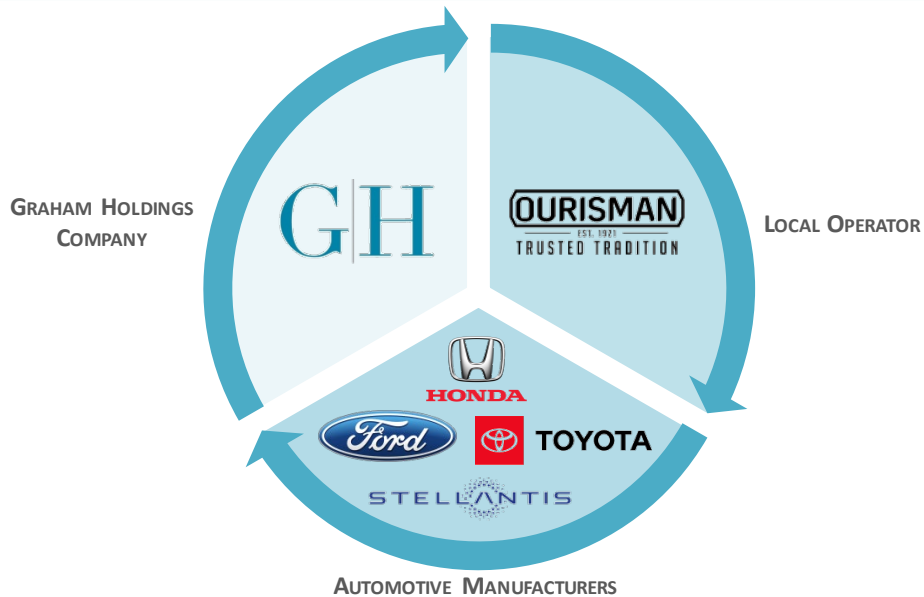 GRAHAM HOLDINGS
COMPANY
G|H
OURISMAN
EST. 1921
TRUSTED TRADITION
LOCAL OPERATOR
HONDA
Ford
TOYOTA
STELLANTIS
AUTOMOTIVE MANUFACTURERS